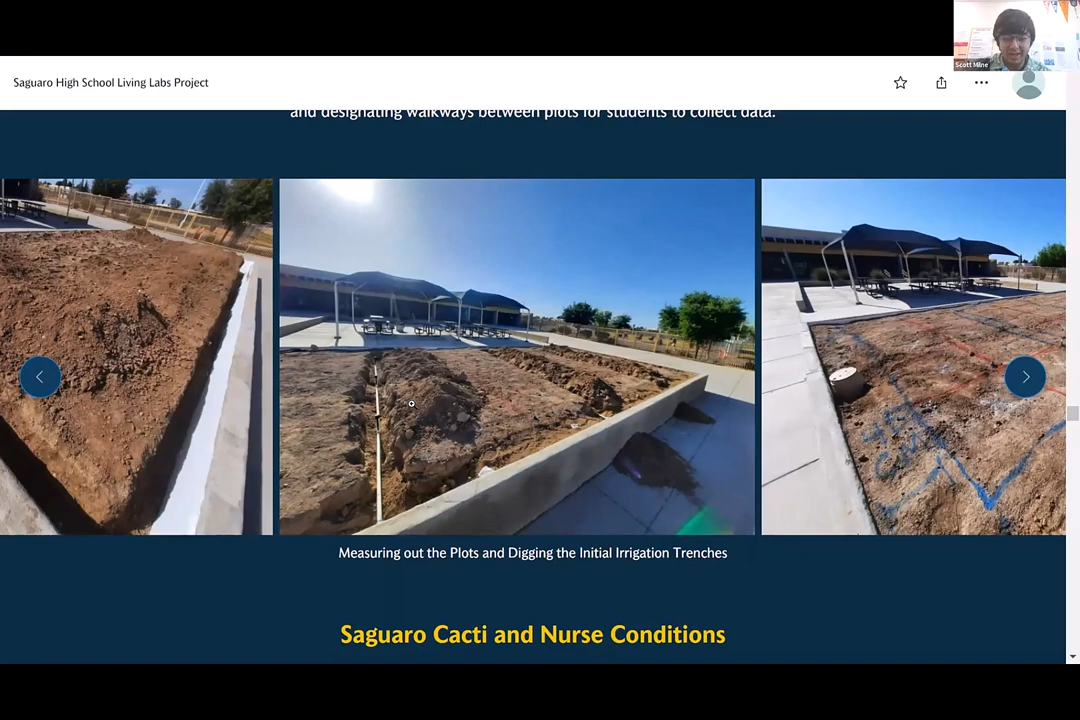 Scott Milne
Saguaro High School Living Labs Project
and designating walkways between plots for students to collect data.
Measuring out the Plots and Digging the Initial Irrigation Trenches
Saguaro Cacti and Nurse Conditions